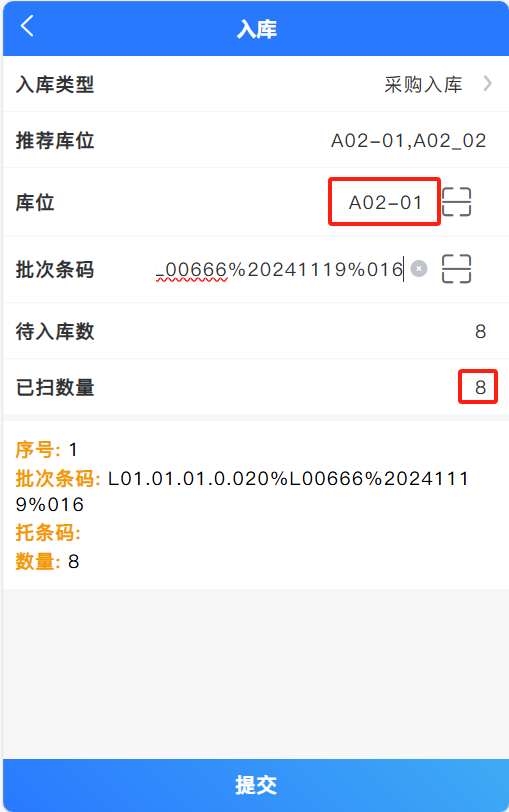 入库
入库类型 采购入库
推荐库位 A02-01,A02_02
库位 A02-01
批次条码 _00666%20241119%016
待入库数 8
已扫数量 8
序号: 1
批次条码: L01.01.01.0.020%L00666%2024111
9%016
托条码:
数量: 8
提交